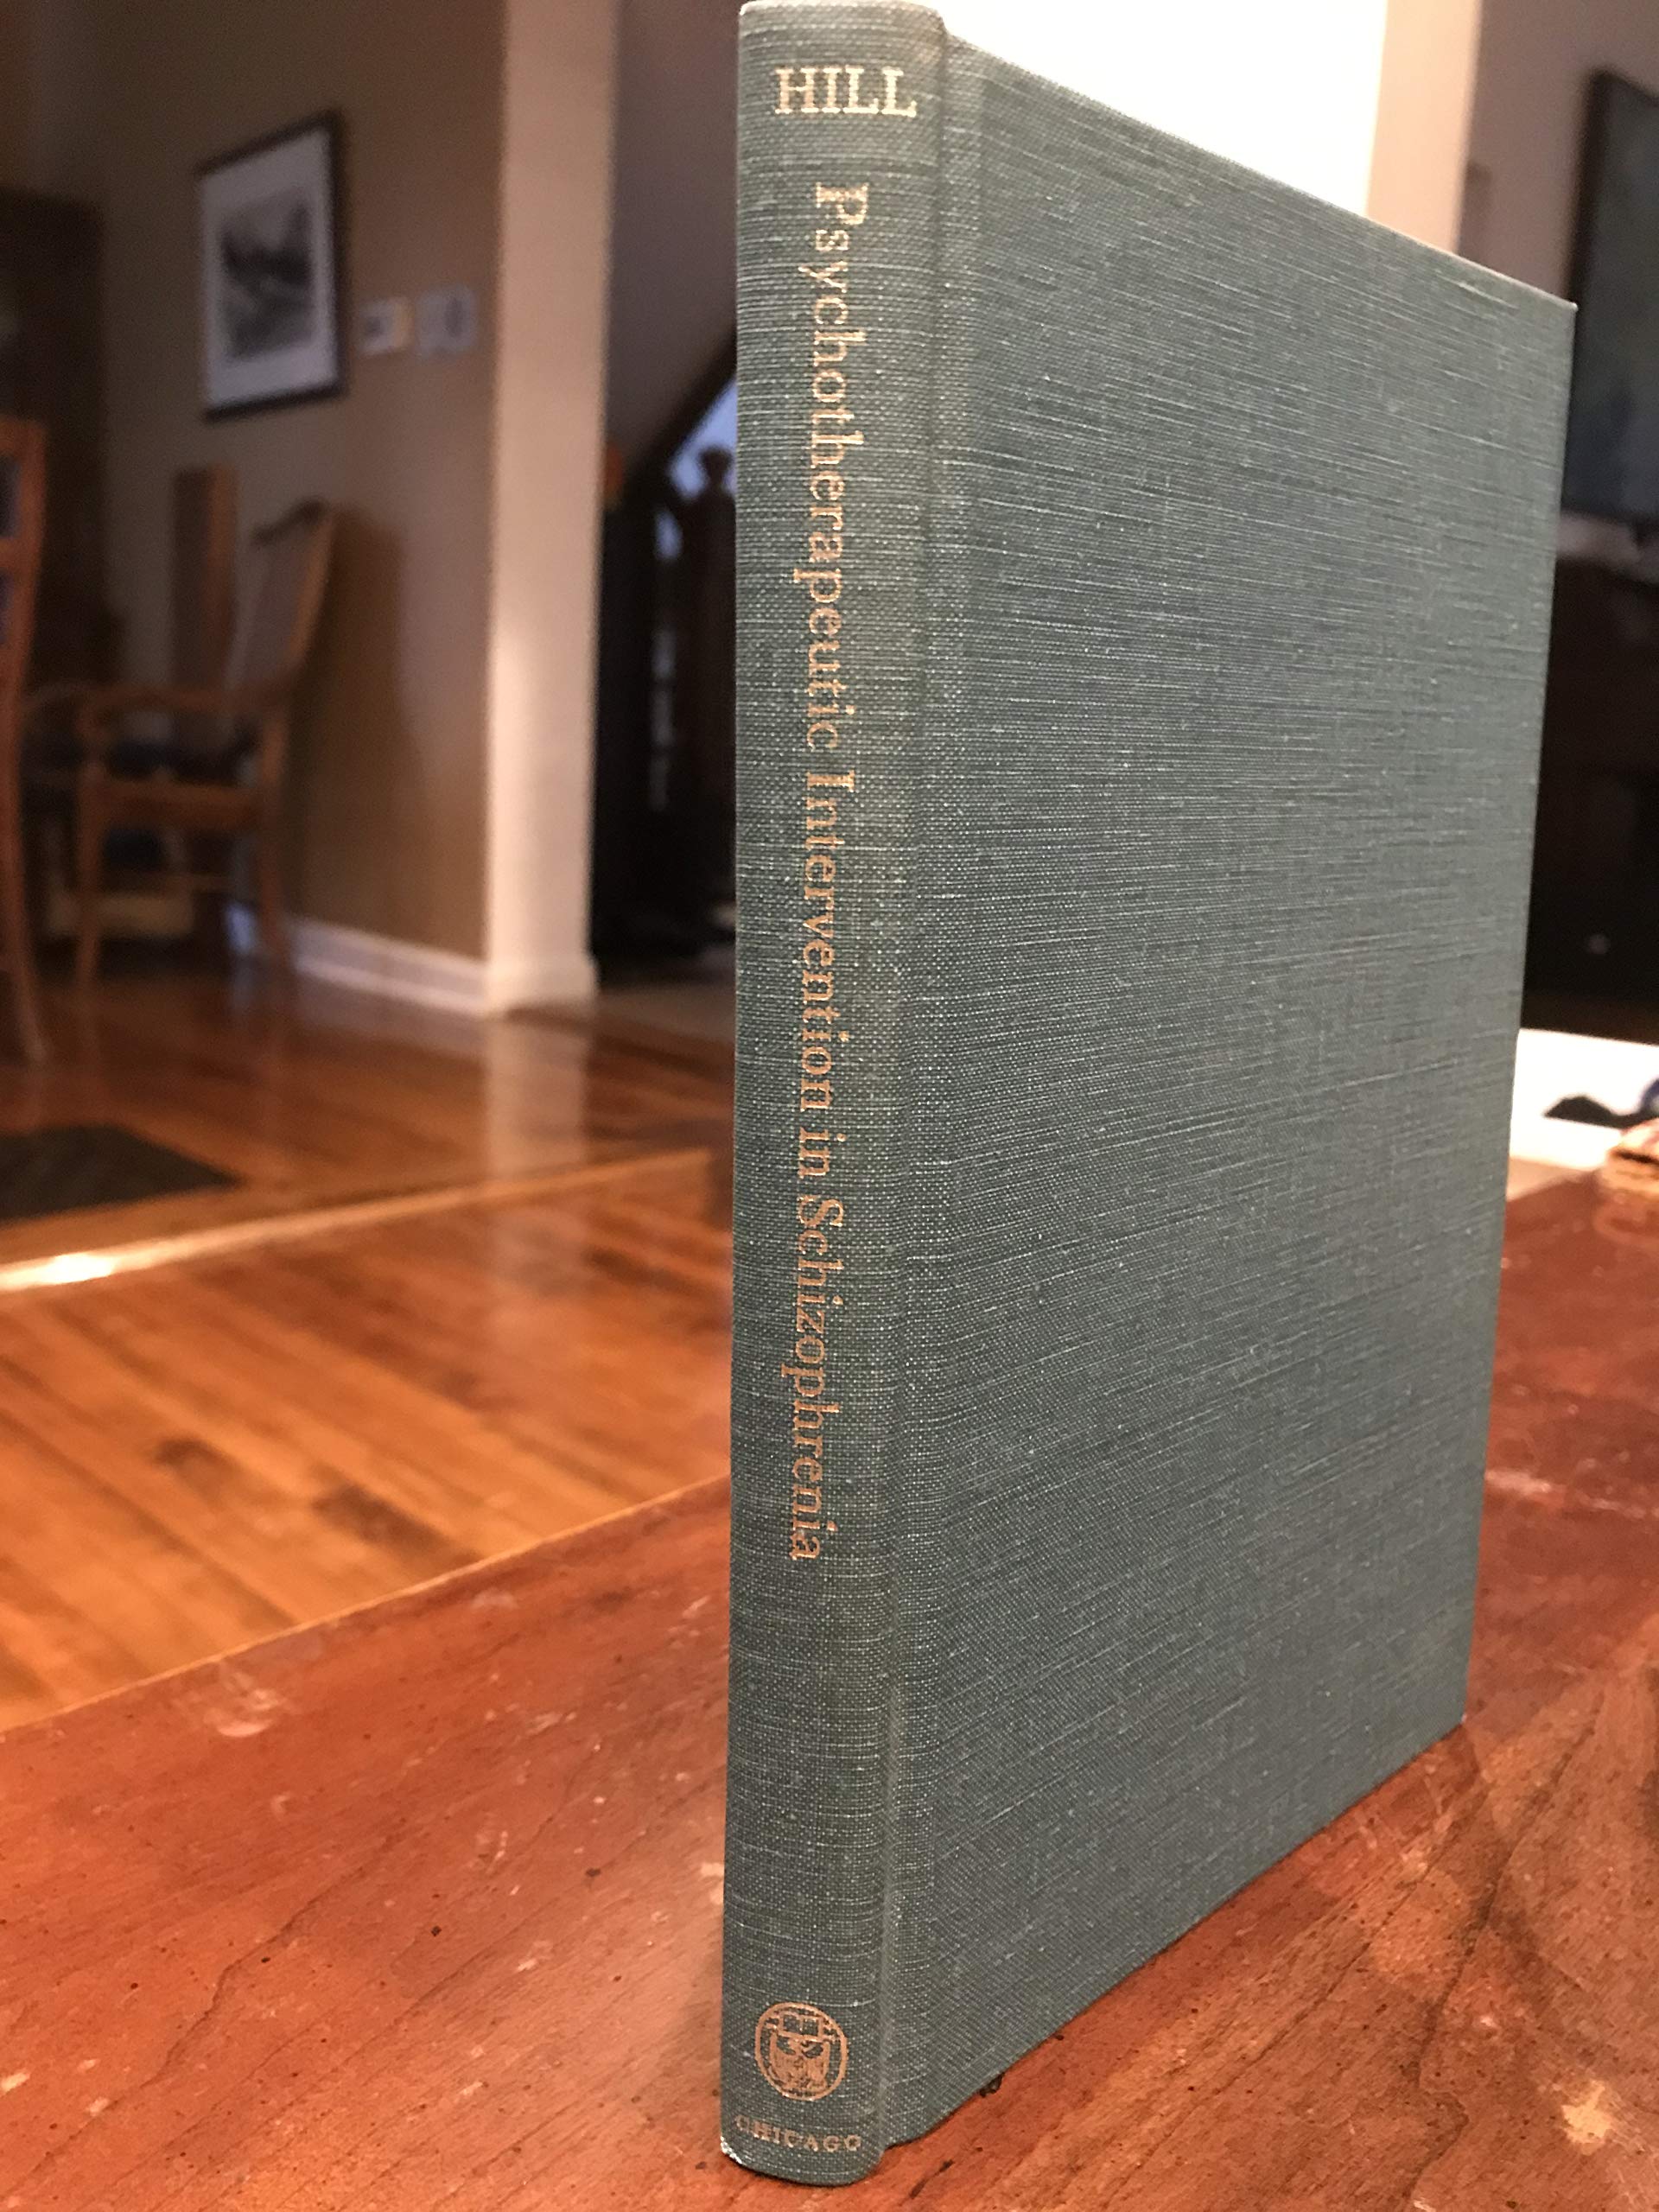 HILL
Psychotherapeutic Intervention in Schizophrenia
CHICAGO